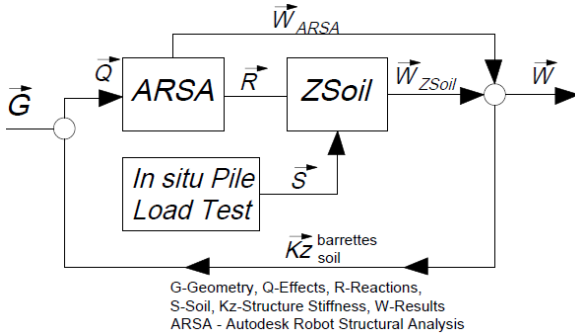 W ARSA
G
Q
ARSA
R
ZSoil
W ZSoil
W
In situ Pile
Load Test
S
Kz barrettes
soil
G-Geometry, Q-Effects, R-Reactions,
S-Soil, Kz-Structure Stiffness, W-Results
ARSA - Autodesk Robot Structural Analysis